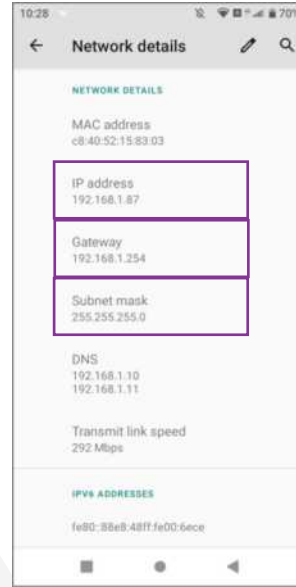 10:28
70%
Network details
NETWORK DETAILS
MAC address
c8:40:52:15:83:03
IP address
192.168.1.87
Gateway
192.168.1.254
Subnet mask
255.255.255.0
DNS
192.168.1.10
192.168.1.11
Transmit link speed
292 Mbps
IPV6 ADDRESSES
fe80::88e8:48ff:fe00:6ece